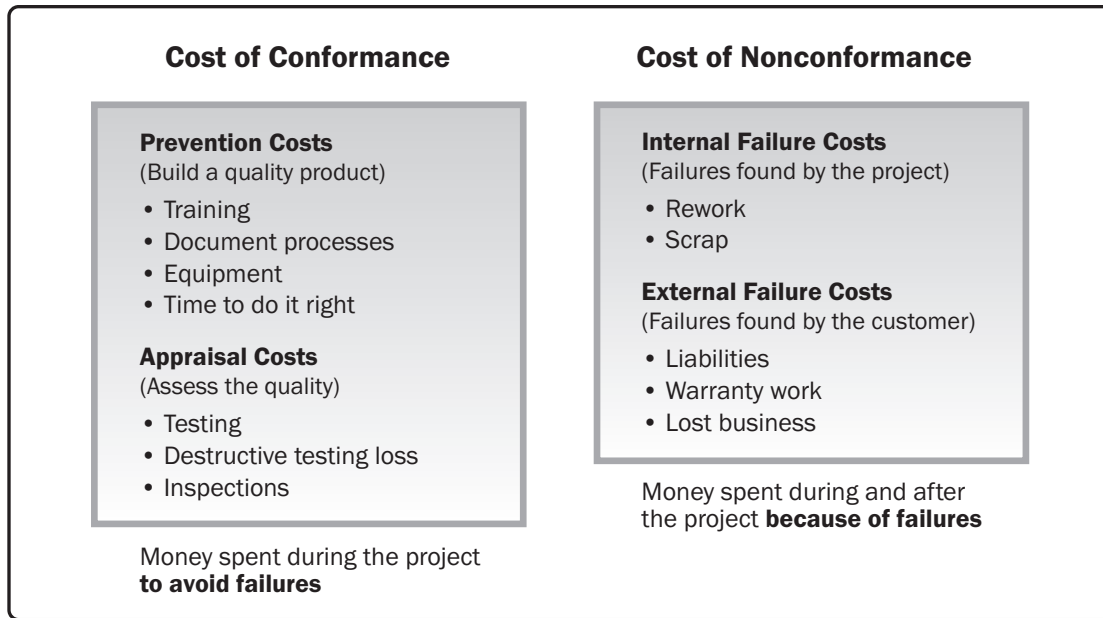 Cost of Conformance
Prevention Costs
(Build a quality product)
• Training
• Document processes
• Equipment
• Time to do it right
Appraisal Costs
(Assess the quality)
• Testing
• Destructive testing loss
• Inspections
Money spent during the project
to avoid failures
Cost of Nonconformance
Internal Failure Costs
(Failures found by the project)
• Rework
• Scrap
External Failure Costs
(Failures found by the customer)
• Liabilities
• Warranty work
• Lost business
Money spent during and after
the project because of failures